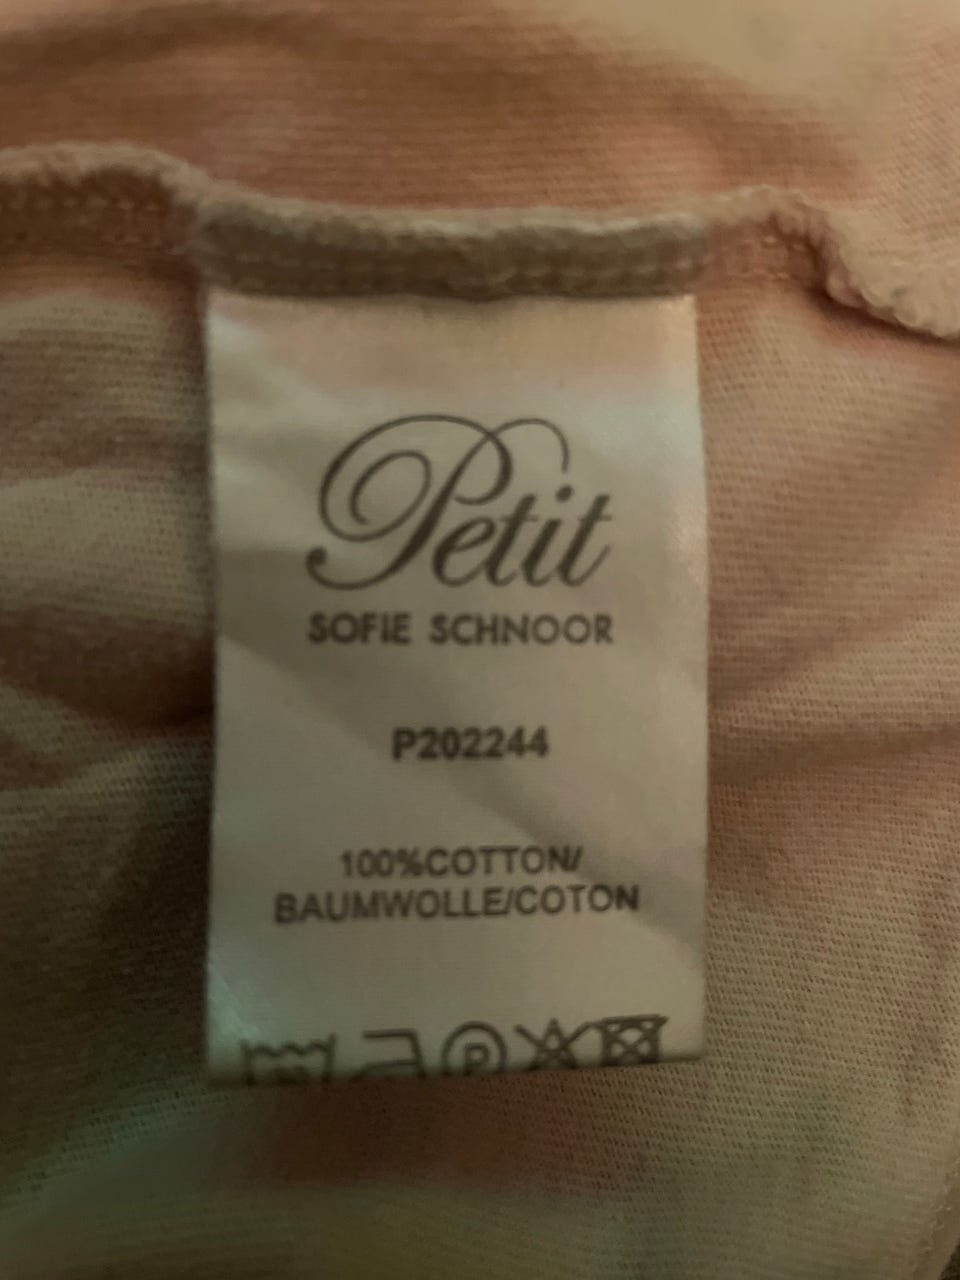 Petit
SOFIE SCHNOOR
P202244
100%COTTON/
BAUMWOLLE/COTON
P